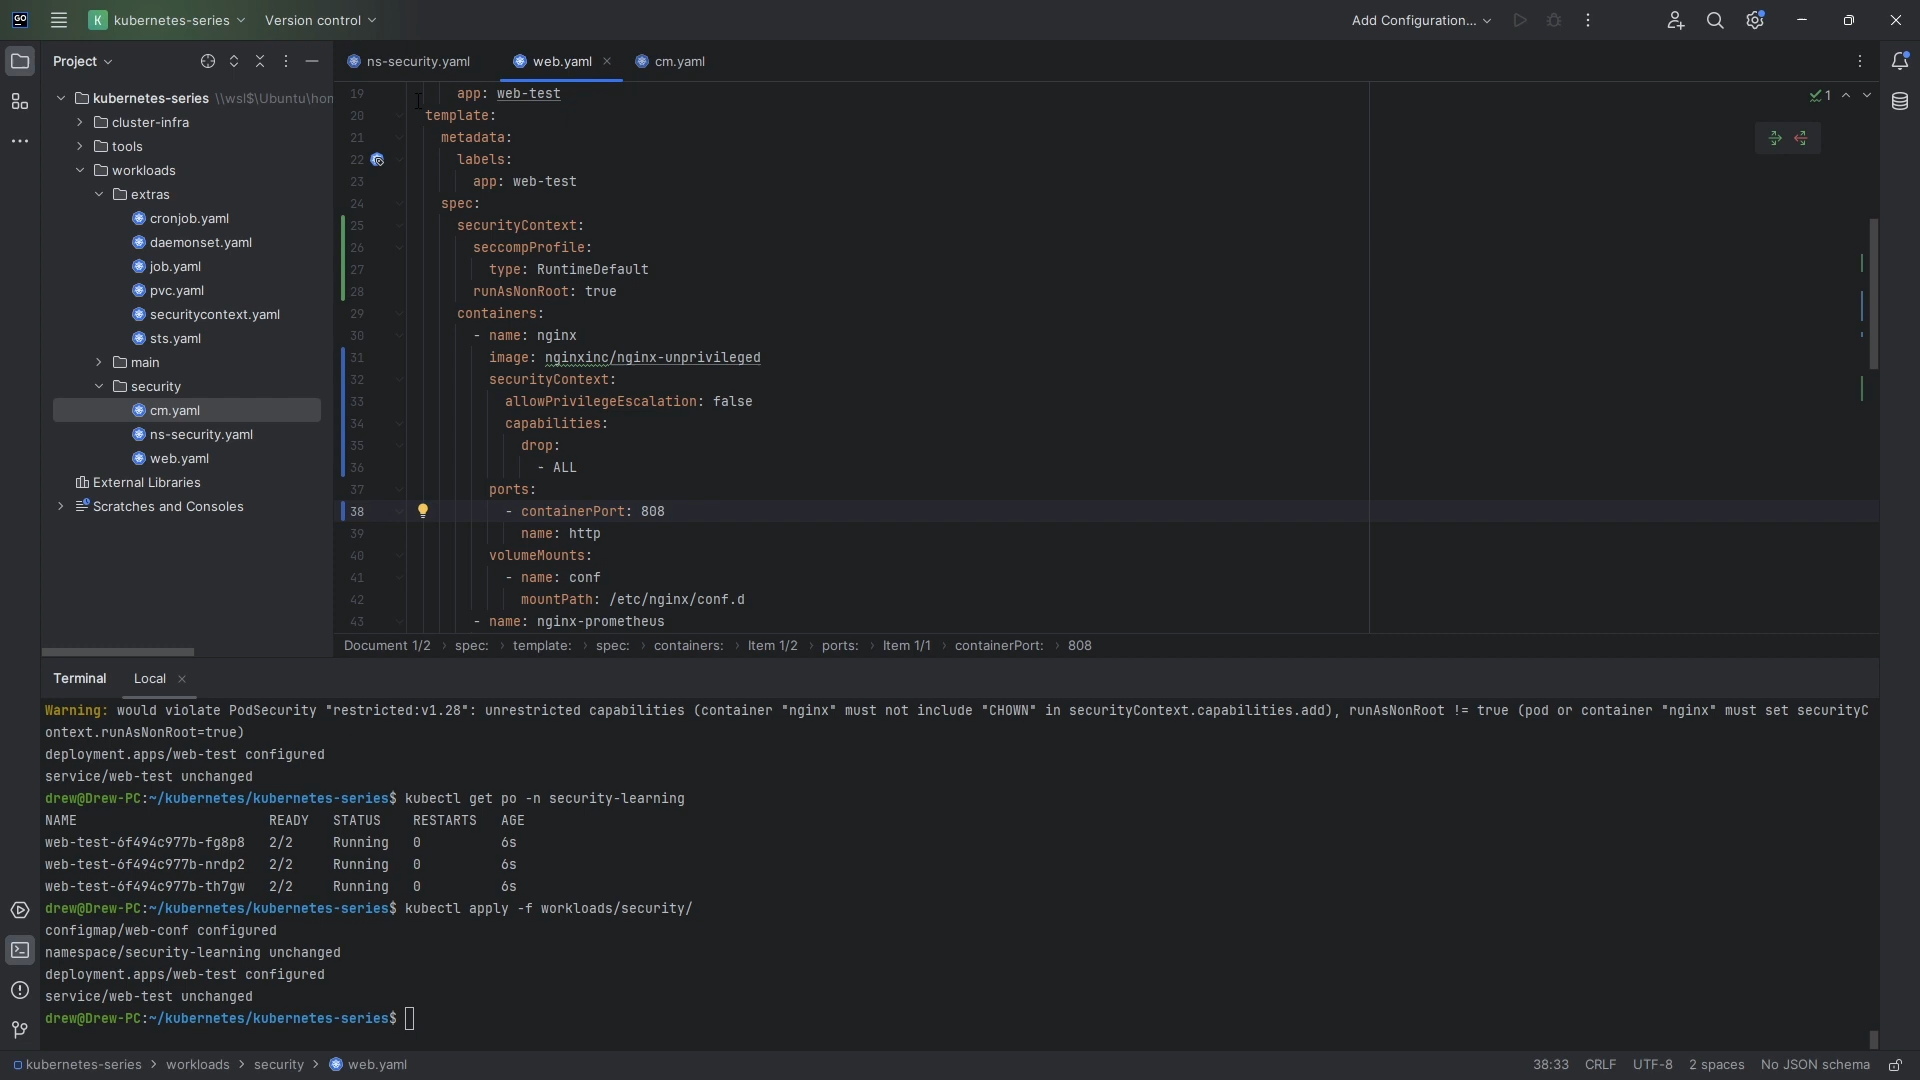 GO
K kubernetes-series
Version control
Add Configuration...
Project
ns-security.yaml
web.yaml
cm.yaml
kubernetes-series \\wsl$\Ubuntu\hom
cluster-infra
tools
workloads
extras
cronjob.yaml
daemonset.yaml
job.yaml
pvc.yaml
securitycontext.yaml
sts.yaml
main
security
cm.yaml
ns-security.yaml
web.yaml
External Libraries
Scratches and Consoles
1
19 app: web-test
20 template:
21 metadata:
22 labels:
23 app: web-test
24 spec:
25 securityContext:
26 seccompProfile:
27 type: RuntimeDefault
28 runAsNonRoot: true
29 containers:
30 - name: nginx
31 image: nginxinc/nginx-unprivileged
32 securityContext:
33 allowPrivilegeEscalation: false
34 capabilities:
35 drop:
36 - ALL
37 ports:
38 - containerPort: 808
39 name: http
40 volumeMounts:
41 - name: conf
42 mountPath: /etc/nginx/conf.d
43 - name: nginx-prometheus
Document 1/2 › spec: › template: › spec: › containers: › Item 1/2 › ports: › Item 1/1 › containerPort: › 808
Terminal Local
Warning: would violate PodSecurity "restricted:v1.28": unrestricted capabilities (container "nginx" must not include "CHOWN" in securityContext.capabilities.add), runAsNonRoot != true (pod or container "nginx" must set securityC
ontext.runAsNonRoot=true)
deployment.apps/web-test configured
service/web-test unchanged
drew@Drew-PC:~/kubernetes/kubernetes-series$ kubectl get po -n security-learning
NAME READY STATUS RESTARTS AGE
web-test-6f494c977b-fg8p8 2/2 Running 0 6s
web-test-6f494c977b-nrdp2 2/2 Running 0 6s
web-test-6f494c977b-th7gw 2/2 Running 0 6s
drew@Drew-PC:~/kubernetes/kubernetes-series$ kubectl apply -f workloads/security/
configmap/web-conf configured
namespace/security-learning unchanged
deployment.apps/web-test configured
service/web-test unchanged
drew@Drew-PC:~/kubernetes/kubernetes-series$
kubernetes-series › workloads › security › web.yaml
38:33 CRLF UTF-8 2 spaces No JSON schema